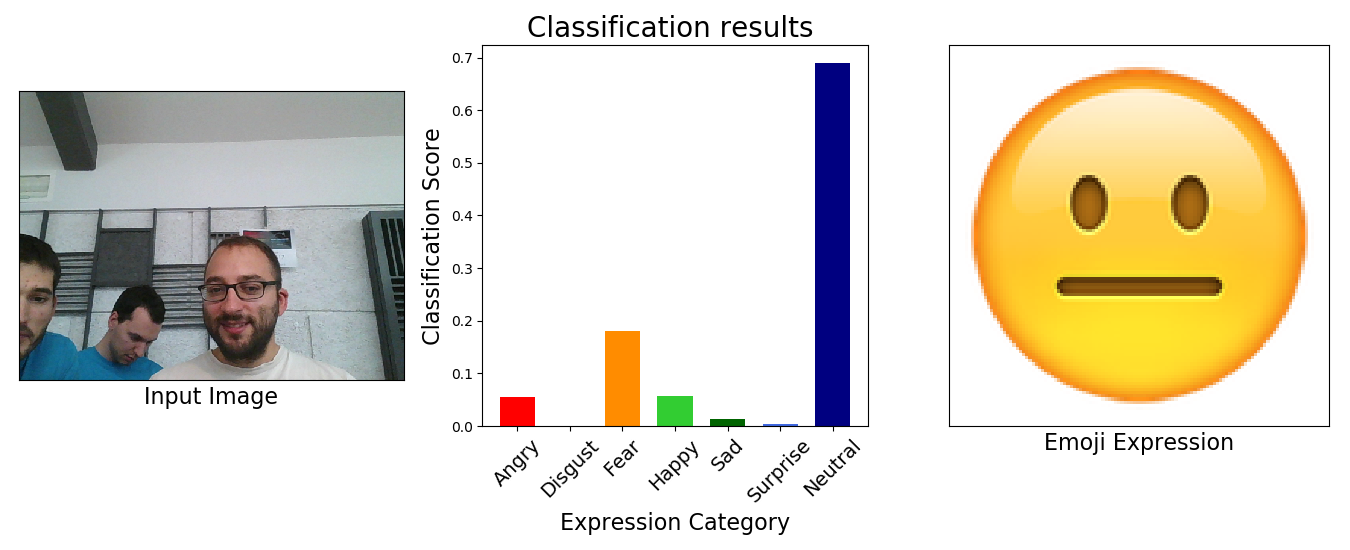 Classification results
Classification Score
0.7
0.6
0.5
0.4
0.3
0.2
0.1
0.0
Angry
Disgust
Fear
Happy
Sad
Surprise
Neutral
Expression Category
Input Image
Emoji Expression